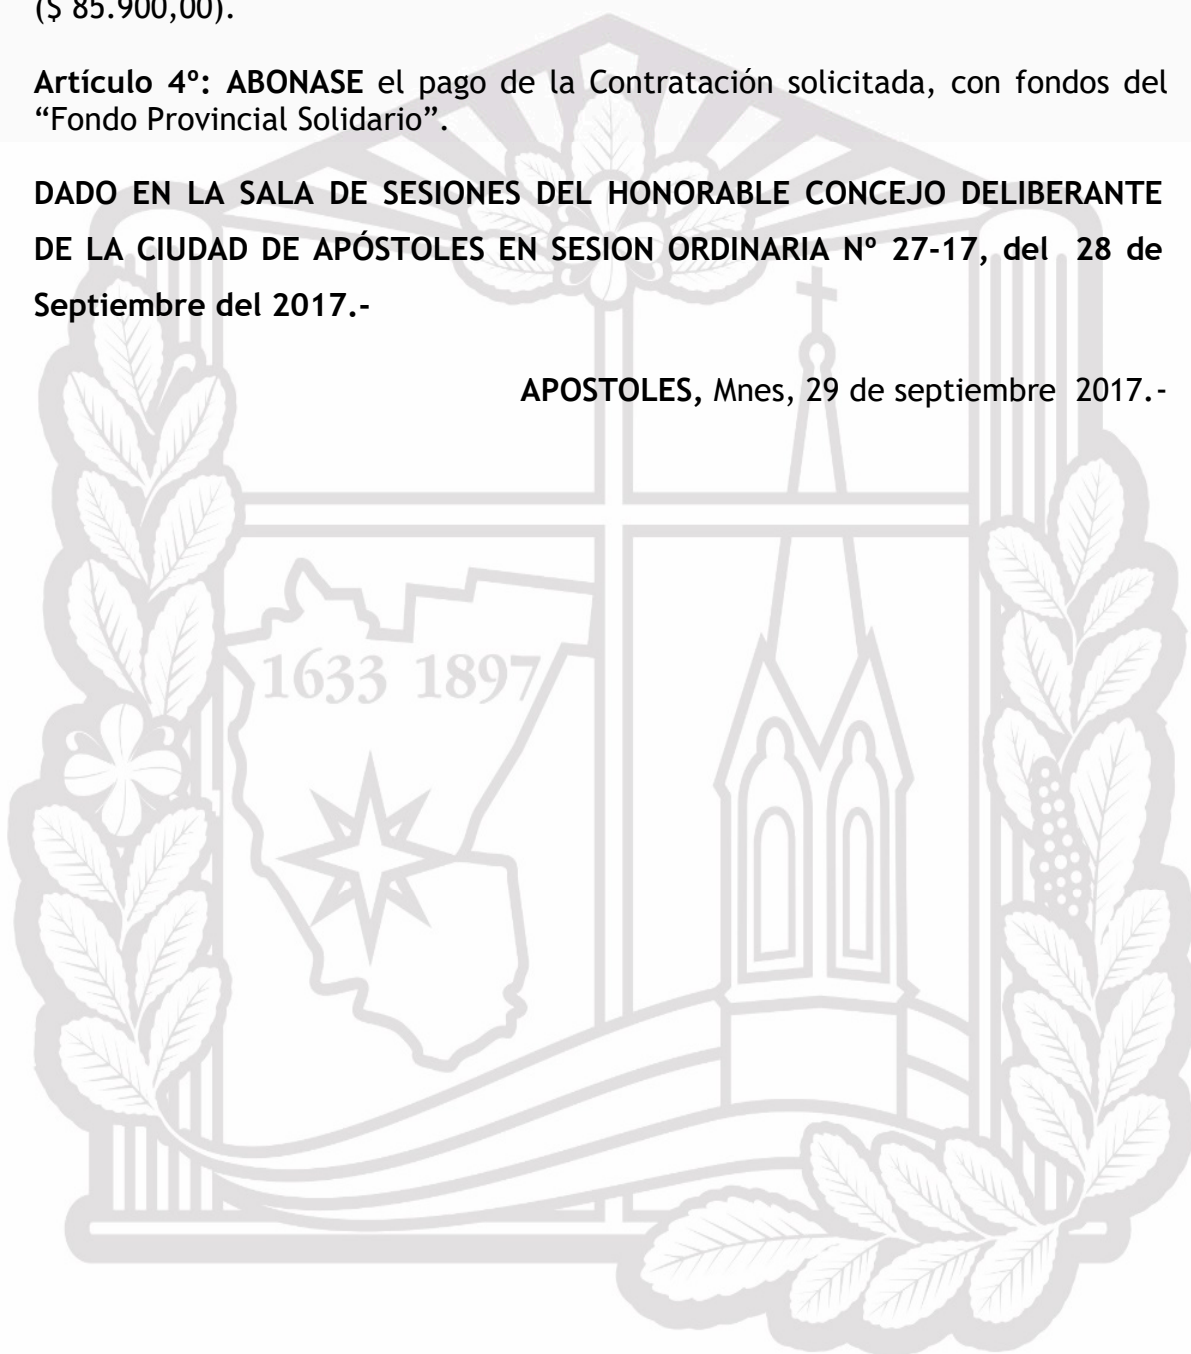 ($ 85.900,00).
Artículo 4º: ABONASE el pago de la Contratación solicitada, con fondos del
“Fondo Provincial Solidario”.
DADO EN LA SALA DE SESIONES DEL HONORABLE CONCEJO DELIBERANTE
DE LA CIUDAD DE APÓSTOLES EN SESION ORDINARIA Nº 27-17, del 28 de
Septiembre del 2017.-
APOSTOLES, Mnes, 29 de septiembre 2017.-
1633 1897